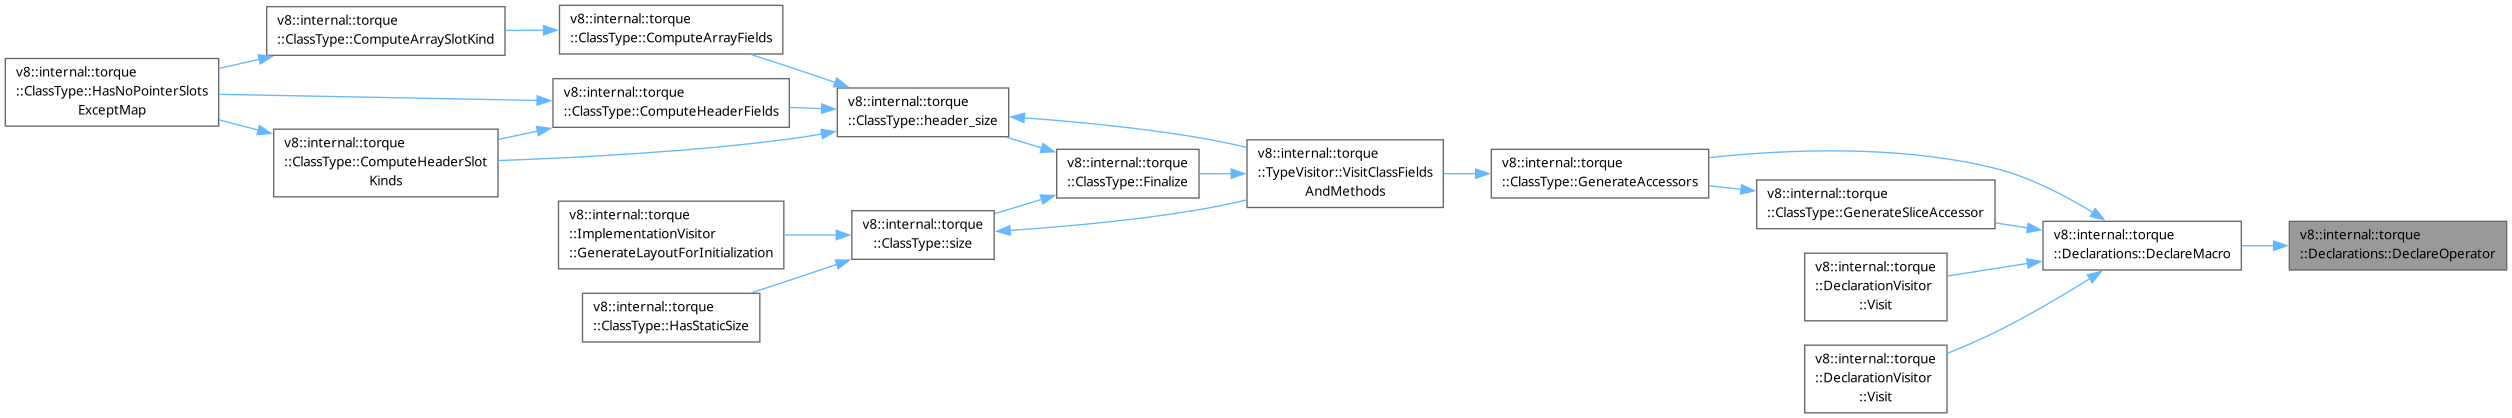 v8::internal::torque
::ClassType::HasNoPointerSlots
ExceptMap
v8::internal::torque
::ClassType::ComputeArraySlotKind
v8::internal::torque
::ClassType::ComputeHeaderSlot
Kinds
v8::internal::torque
::ClassType::ComputeArrayFields
v8::internal::torque
::ClassType::ComputeHeaderFields
v8::internal::torque
::ImplementationVisitor
::GenerateLayoutForInitialization
v8::internal::torque
::ClassType::HasStaticSize
v8::internal::torque
::ClassType::header_size
v8::internal::torque
::ClassType::size
v8::internal::torque
::ClassType::Finalize
v8::internal::torque
::TypeVisitor::VisitClassFields
AndMethods
v8::internal::torque
::ClassType::GenerateAccessors
v8::internal::torque
::ClassType::GenerateSliceAccessor
v8::internal::torque
::DeclarationVisitor
::Visit
v8::internal::torque
::DeclarationVisitor
::Visit
v8::internal::torque
::Declarations::DeclareMacro
v8::internal::torque
::Declarations::DeclareOperator